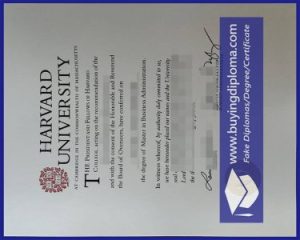 HARVARD
UNIVERSITY
AT CAMBRIDGE IN THE COMMONWEALTH OF MASSACHUSETTS
THE PRESIDENT AND FELLOWS OF HARVARD
COLLEGE, acting on the recommendation of the
and with the consent of the Honorable and Reverend
the Board of Overseers, have conferred on
the degree of Master in Business Administration.
In witness whereof, by authority duly committed to us,
we have hereunder placed our names and the University
Lord
www.buyingdiploma.com
Fake Diplomas/Degree/Certificate